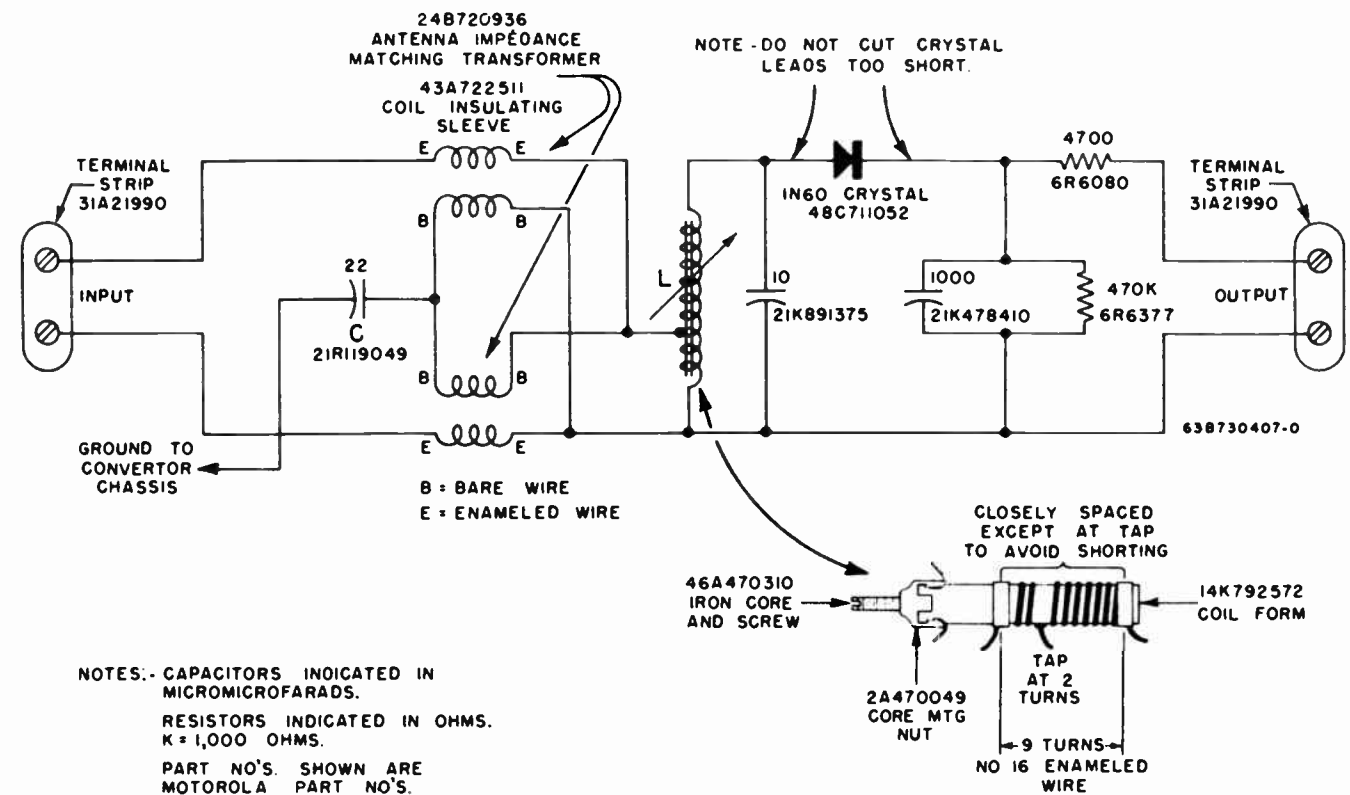 24B720936
ANTENNA IMPEDANCE
MATCHING TRANSFORMER
43A722511
COIL INSULATING
SLEEVE
NOTE - DO NOT CUT CRYSTAL
LEADS TOO SHORT.
TERMINAL
STRIP
31A21990
INPUT
E E
B B
22
C
21R119049
B B
E E
GROUND TO
CONVERTOR
CHASSIS
B = BARE WIRE
E = ENAMELED WIRE
L
10
21K891375
1N60 CRYSTAL
48C711052
1000
21K478410
4700
6R6080
470K
6R6377
TERMINAL
STRIP
31A21990
OUTPUT
63B730407-0
CLOSELY SPACED
EXCEPT AT TAP
TO AVOID SHORTING
46A470310
IRON CORE
AND SCREW
14K792572
COIL FORM
2A470049
CORE MTG
NUT
TAP
AT 2
TURNS
9 TURNS
NO 16 ENAMELED
WIRE
NOTES:- CAPACITORS INDICATED IN
MICROMICROFARADS.
RESISTORS INDICATED IN OHMS.
K = 1,000 OHMS.
PART NO'S. SHOWN ARE
MOTOROLA PART NO'S.